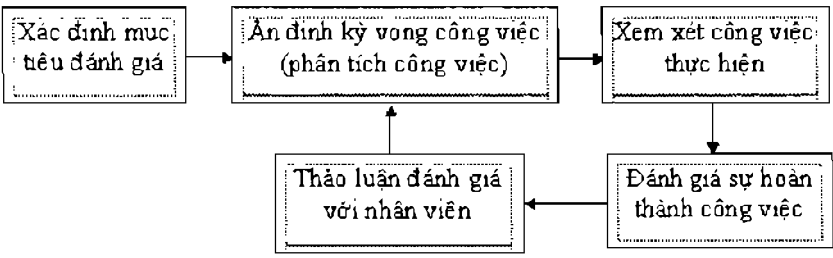 Xác định mục
tiêu đánh giá
Ấn định kỳ vọng công việc
(phân tích công việc)
Xem xét công việc
thực hiện
Đánh giá sự hoàn
thành công việc
Thảo luận đánh giá
với nhân viên